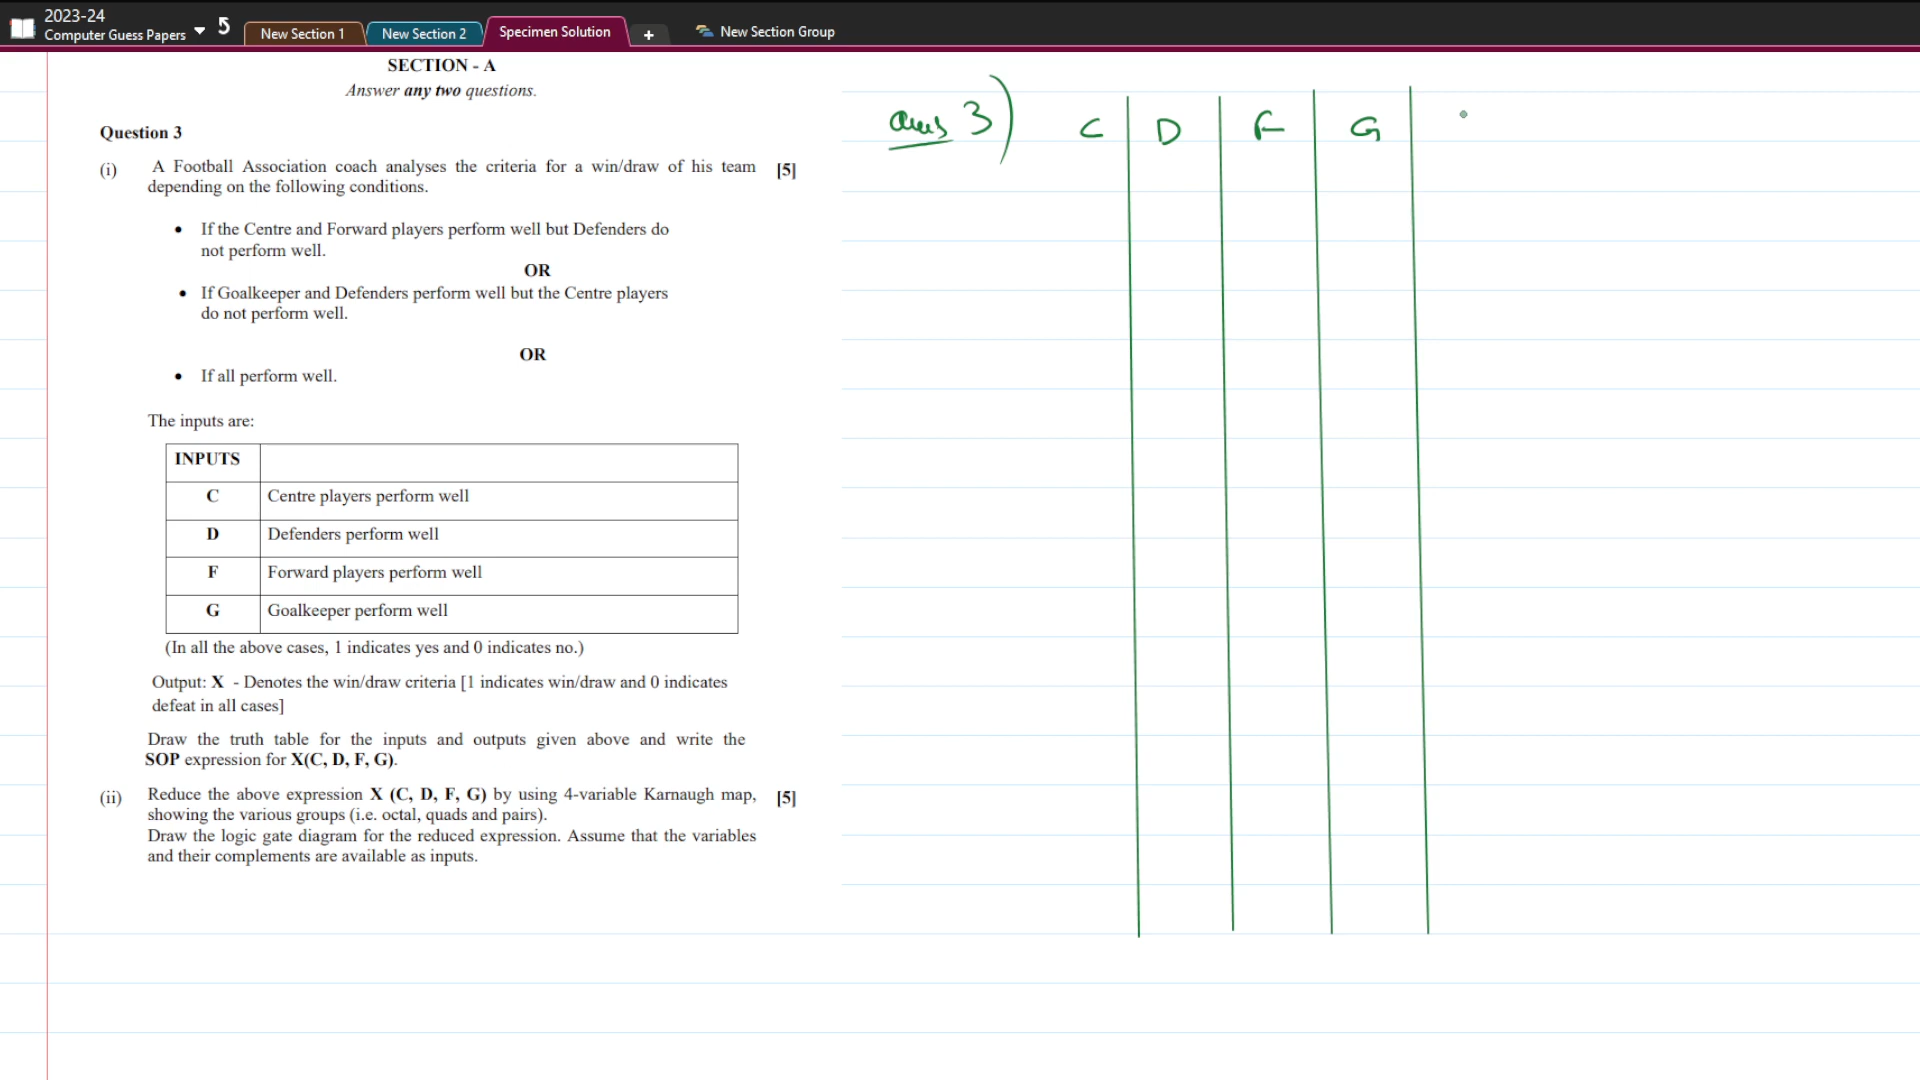 2023-24
Computer Guess Papers
New Section 1
New Section 2
Specimen Solution
+
New Section Group
SECTION - A
Answer any two questions.
Question 3
(i) A Football Association coach analyses the criteria for a win/draw of his team [5]
depending on the following conditions.
• If the Centre and Forward players perform well but Defenders do
not perform well.
OR
• If Goalkeeper and Defenders perform well but the Centre players
do not perform well.
OR
• If all perform well.
The inputs are:
INPUTS
C Centre players perform well
D Defenders perform well
F Forward players perform well
G Goalkeeper perform well
(In all the above cases, 1 indicates yes and 0 indicates no.)
Output: X - Denotes the win/draw criteria [1 indicates win/draw and 0 indicates
defeat in all cases]
Draw the truth table for the inputs and outputs given above and write the
SOP expression for X(C, D, F, G).
(ii) Reduce the above expression X (C, D, F, G) by using 4-variable Karnaugh map, [5]
showing the various groups (i.e. octal, quads and pairs).
Draw the logic gate diagram for the reduced expression. Assume that the variables
and their complements are available as inputs.
ans 3)
C D F G